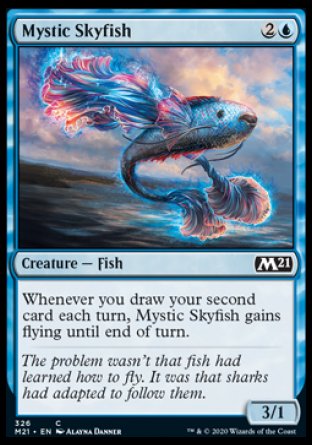 Mystic Skyfish 2
Creature — Fish M21
Whenever you draw your second
card each turn, Mystic Skyfish gains
flying until end of turn.
The problem wasn't that fish had
learned how to fly. It was that sharks
had adapted to follow them.
3/1
326 C
M21 • EN ALAYNA DANNER ™ & © 2020 Wizards of the Coast